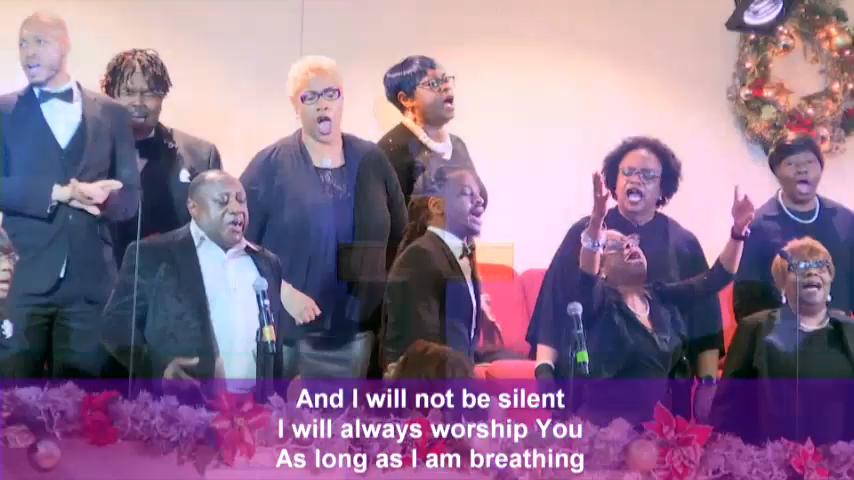 And I will not be silent
I will always worship You
As long as I am breathing